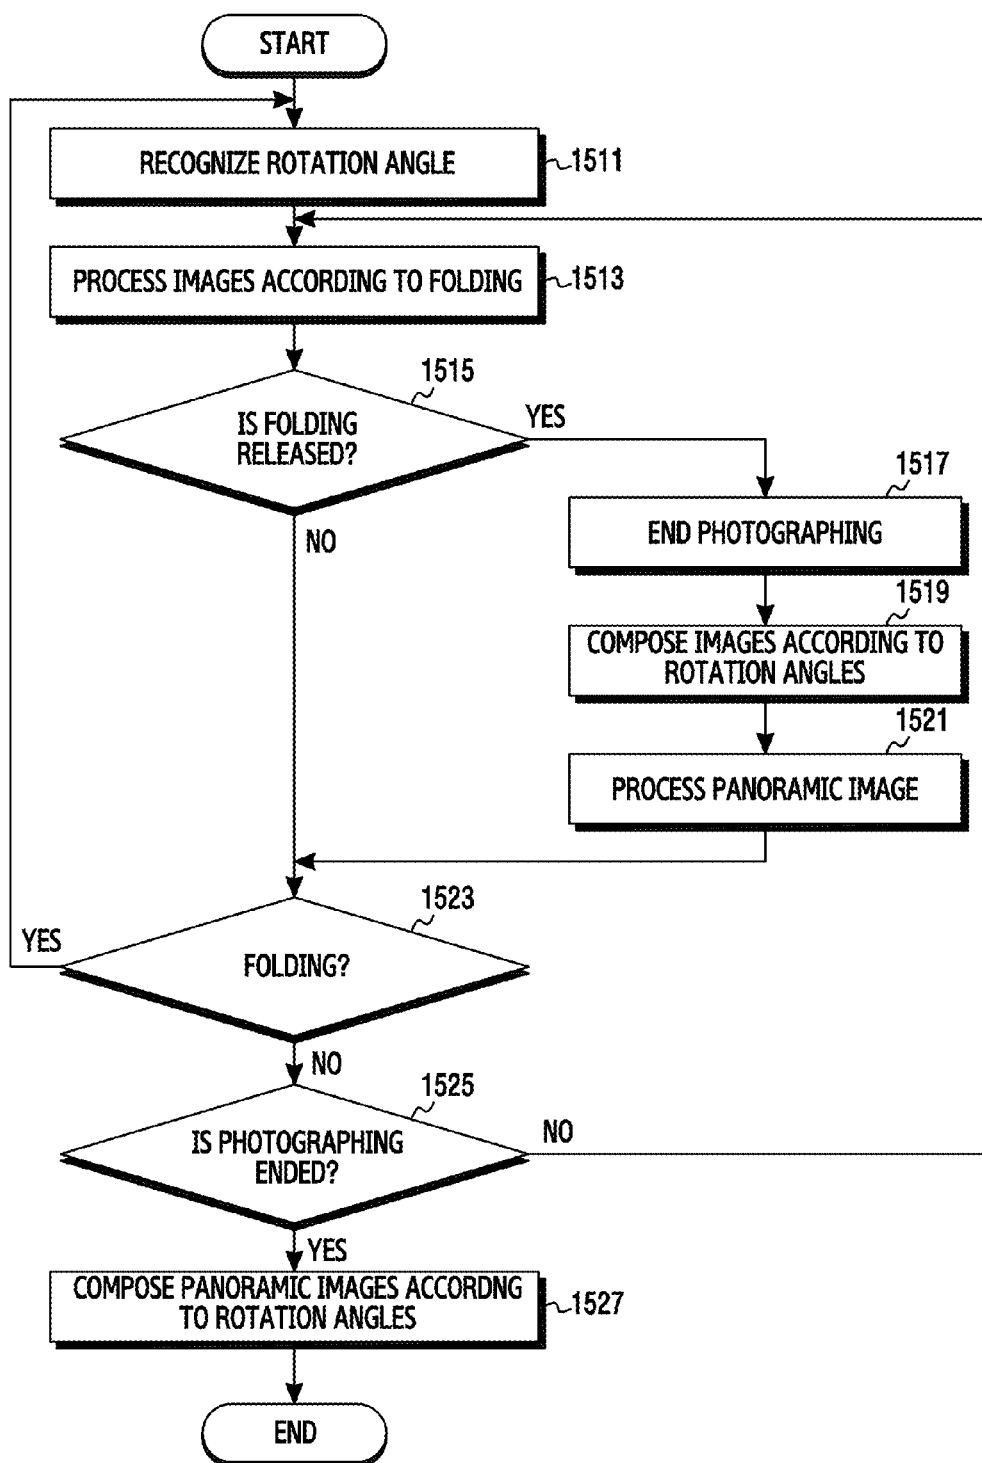 START
RECOGNIZE ROTATION ANGLE
1511
PROCESS IMAGES ACCORDING TO FOLDING
1513
1515
IS FOLDING
RELEASED?
YES
NO
1517
END PHOTOGRAPHING
1519
COMPOSE IMAGES ACCORDING TO
ROTATION ANGLES
1521
PROCESS PANORAMIC IMAGE
1523
FOLDING?
YES
NO
1525
IS PHOTOGRAPHING
ENDED?
NO
YES
COMPOSE PANORAMIC IMAGES ACCORDNG
TO ROTATION ANGLES
1527
END